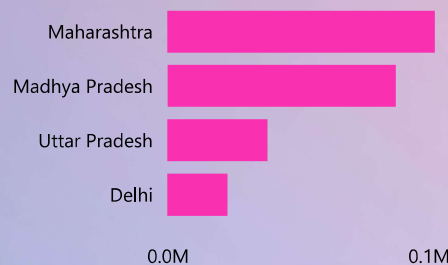 Maharashtra
Madhya Pradesh
Uttar Pradesh
Delhi
0.0M 0.1M